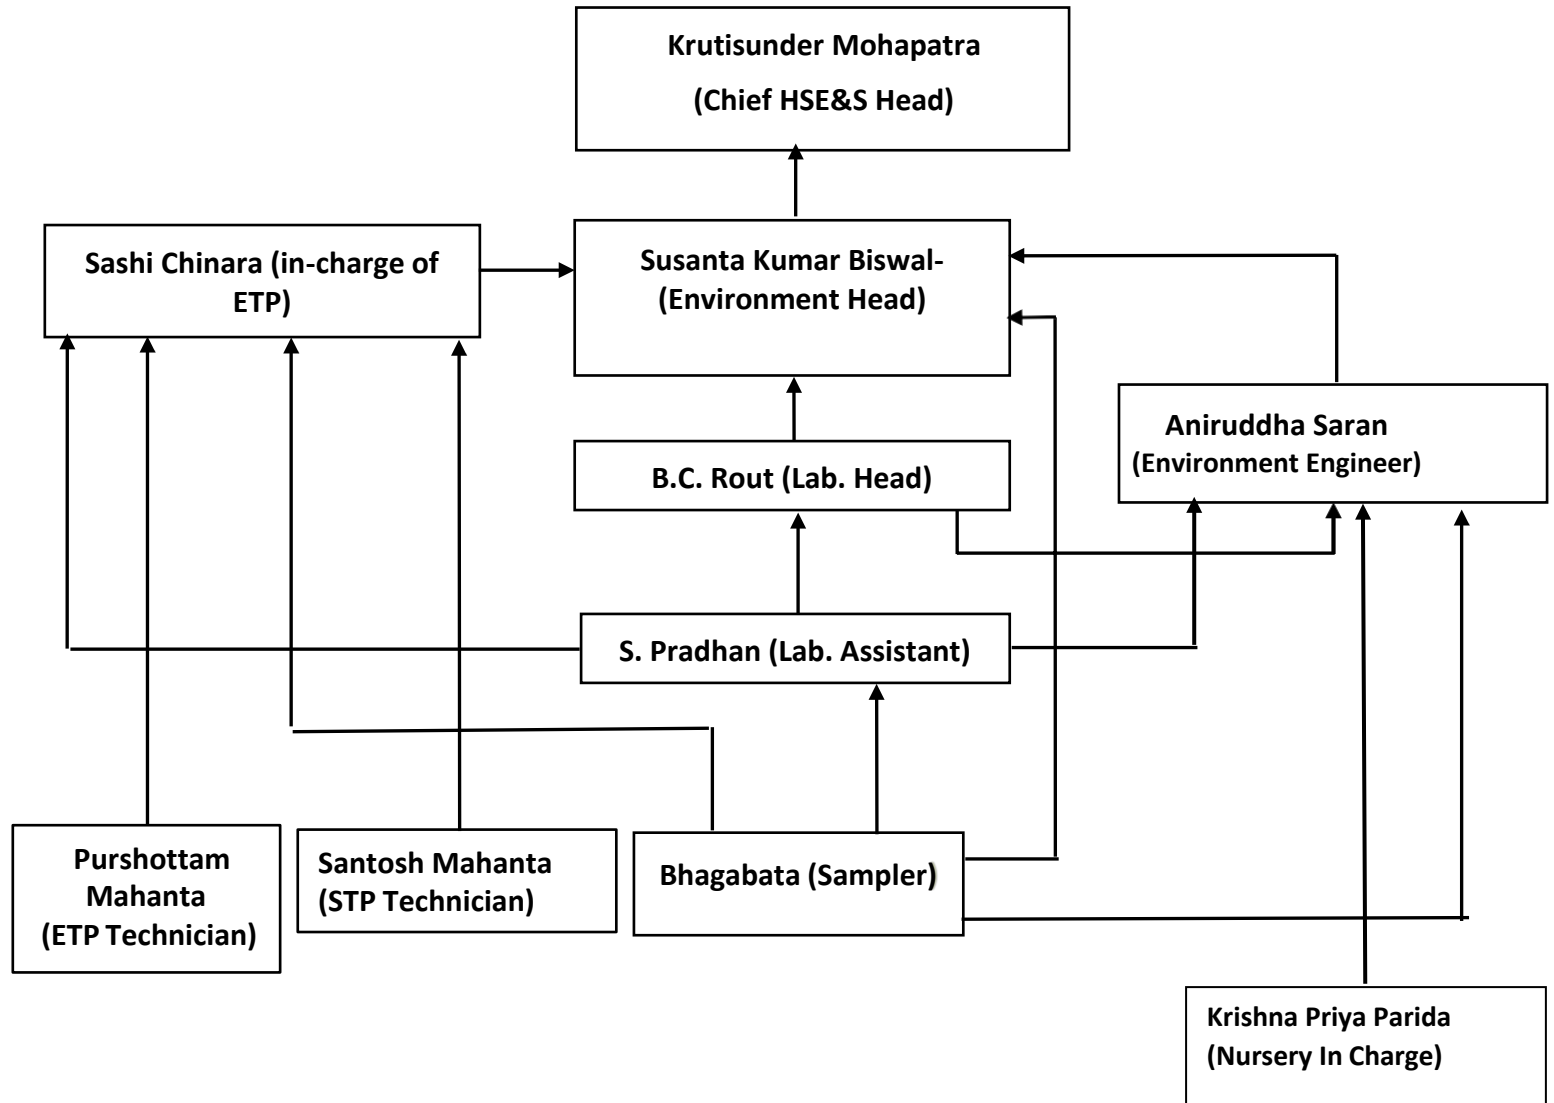 Krutisunder Mohapatra
(Chief HSE&S Head)
Sashi Chinara (in-charge of
ETP)
Susanta Kumar Biswal-
(Environment Head)
Aniruddha Saran
(Environment Engineer)
B.C. Rout (Lab. Head)
S. Pradhan (Lab. Assistant)
Purshottam
Mahanta
(ETP Technician)
Santosh Mahanta
(STP Technician)
Bhagabata (Sampler)
Krishna Priya Parida
(Nursery In Charge)